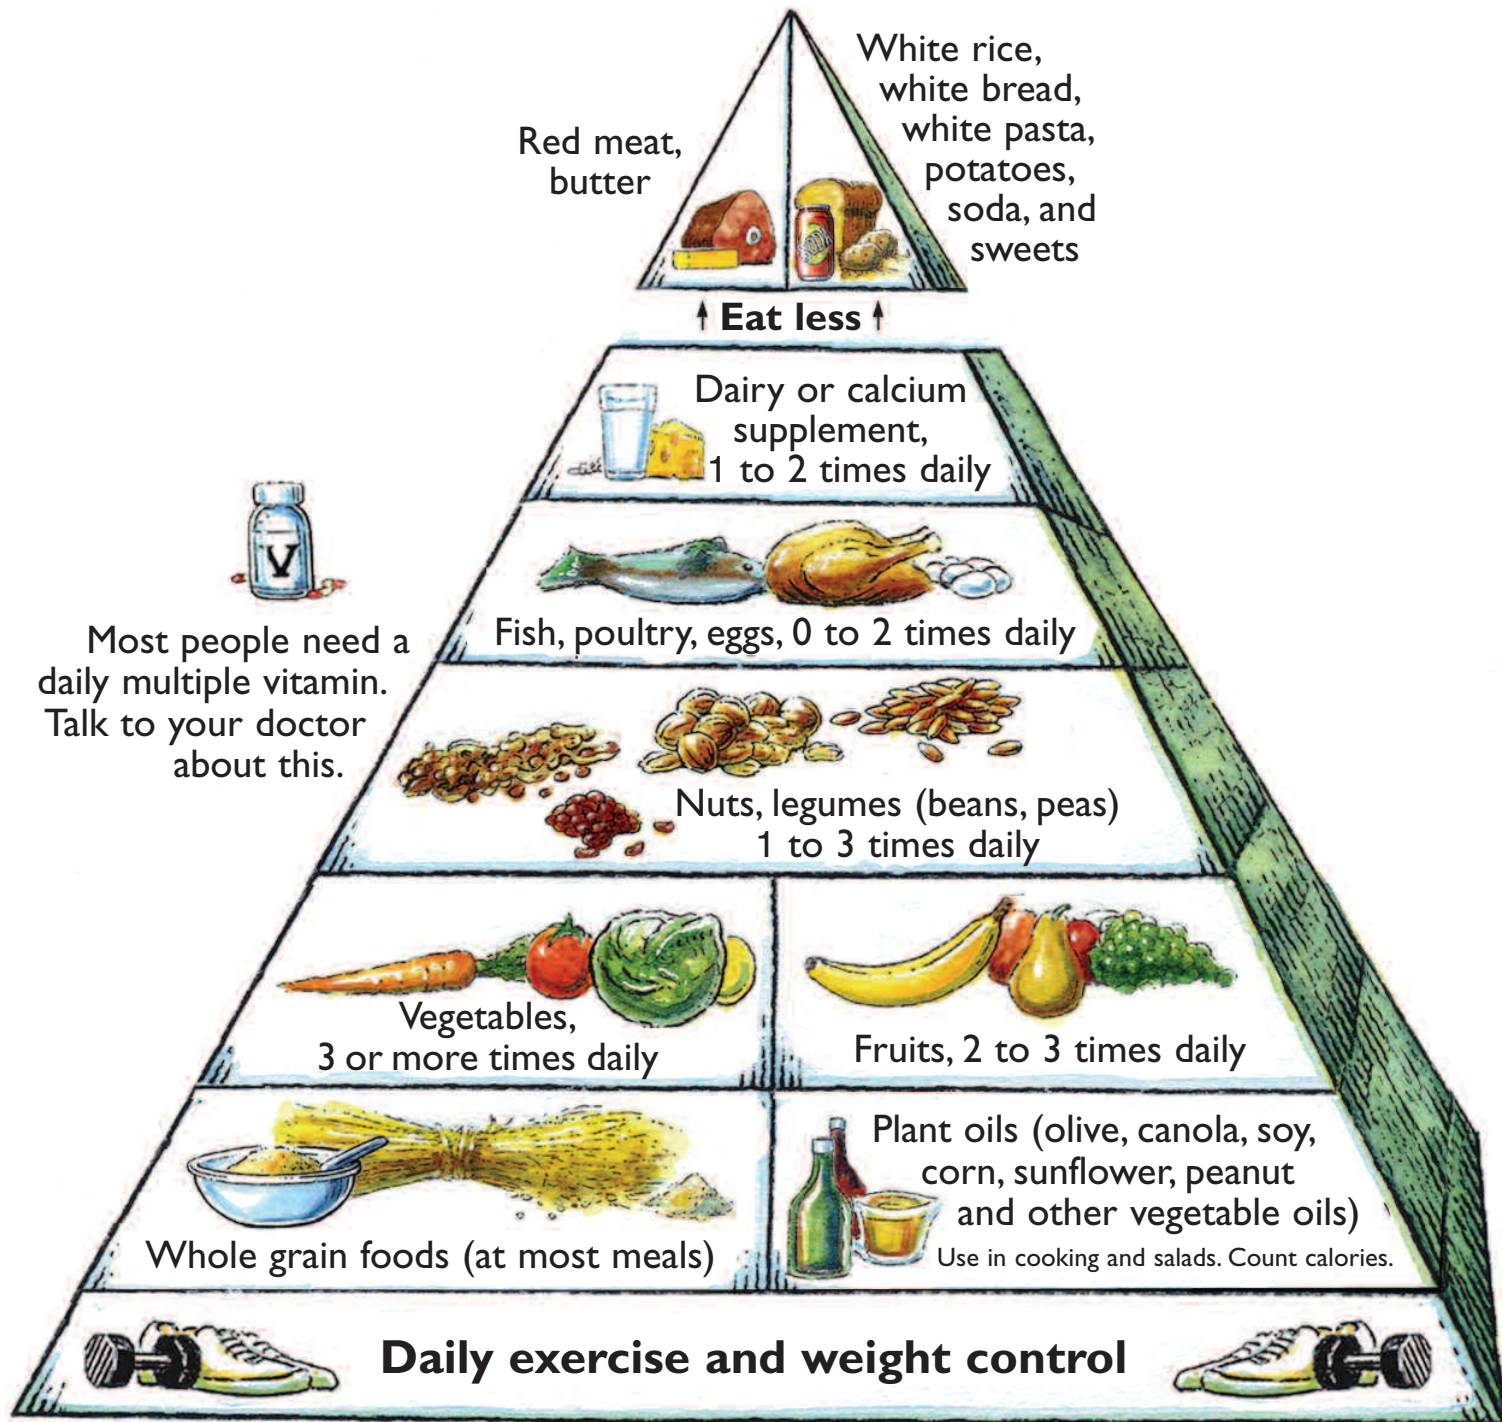 Red meat,
butter
White rice,
white bread,
white pasta,
potatoes,
soda, and
sweets
SODA
Eat less
Dairy or calcium
supplement,
1 to 2 times daily
V
Most people need a
daily multiple vitamin.
Talk to your doctor
about this.
Fish, poultry, eggs, 0 to 2 times daily
Nuts, legumes (beans, peas)
1 to 3 times daily
Vegetables,
3 or more times daily
Fruits, 2 to 3 times daily
Whole grain foods (at most meals)
Plant oils (olive, canola, soy,
corn, sunflower, peanut
and other vegetable oils)
Use in cooking and salads. Count calories.
Daily exercise and weight control